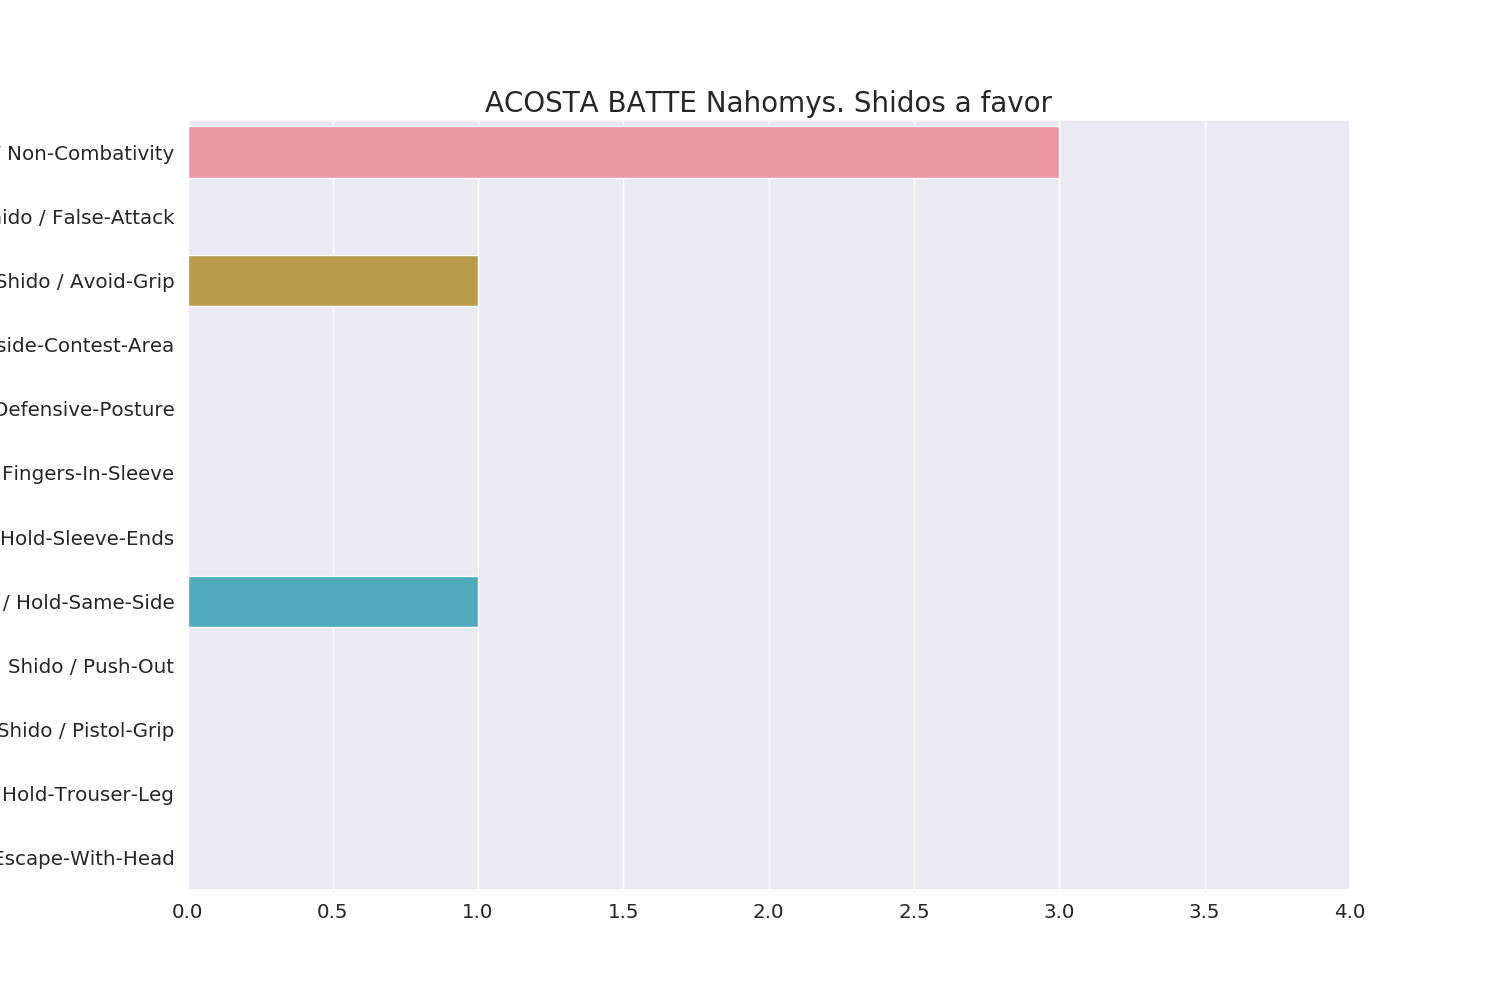 ACOSTA BATTE Nahomys. Shidos a favor
/ Non-Combativity
/ False-Attack
Shido / Avoid-Grip
Contest-Area
Defensive-Posture
Fingers-In-Sleeve
Hold-Sleeve-Ends
/ Hold-Same-Side
Shido / Push-Out
Shido / Pistol-Grip
Hold-Trouser-Leg
Escape-With-Head
0.0 0.5 1.0 1.5 2.0 2.5 3.0 3.5 4.0